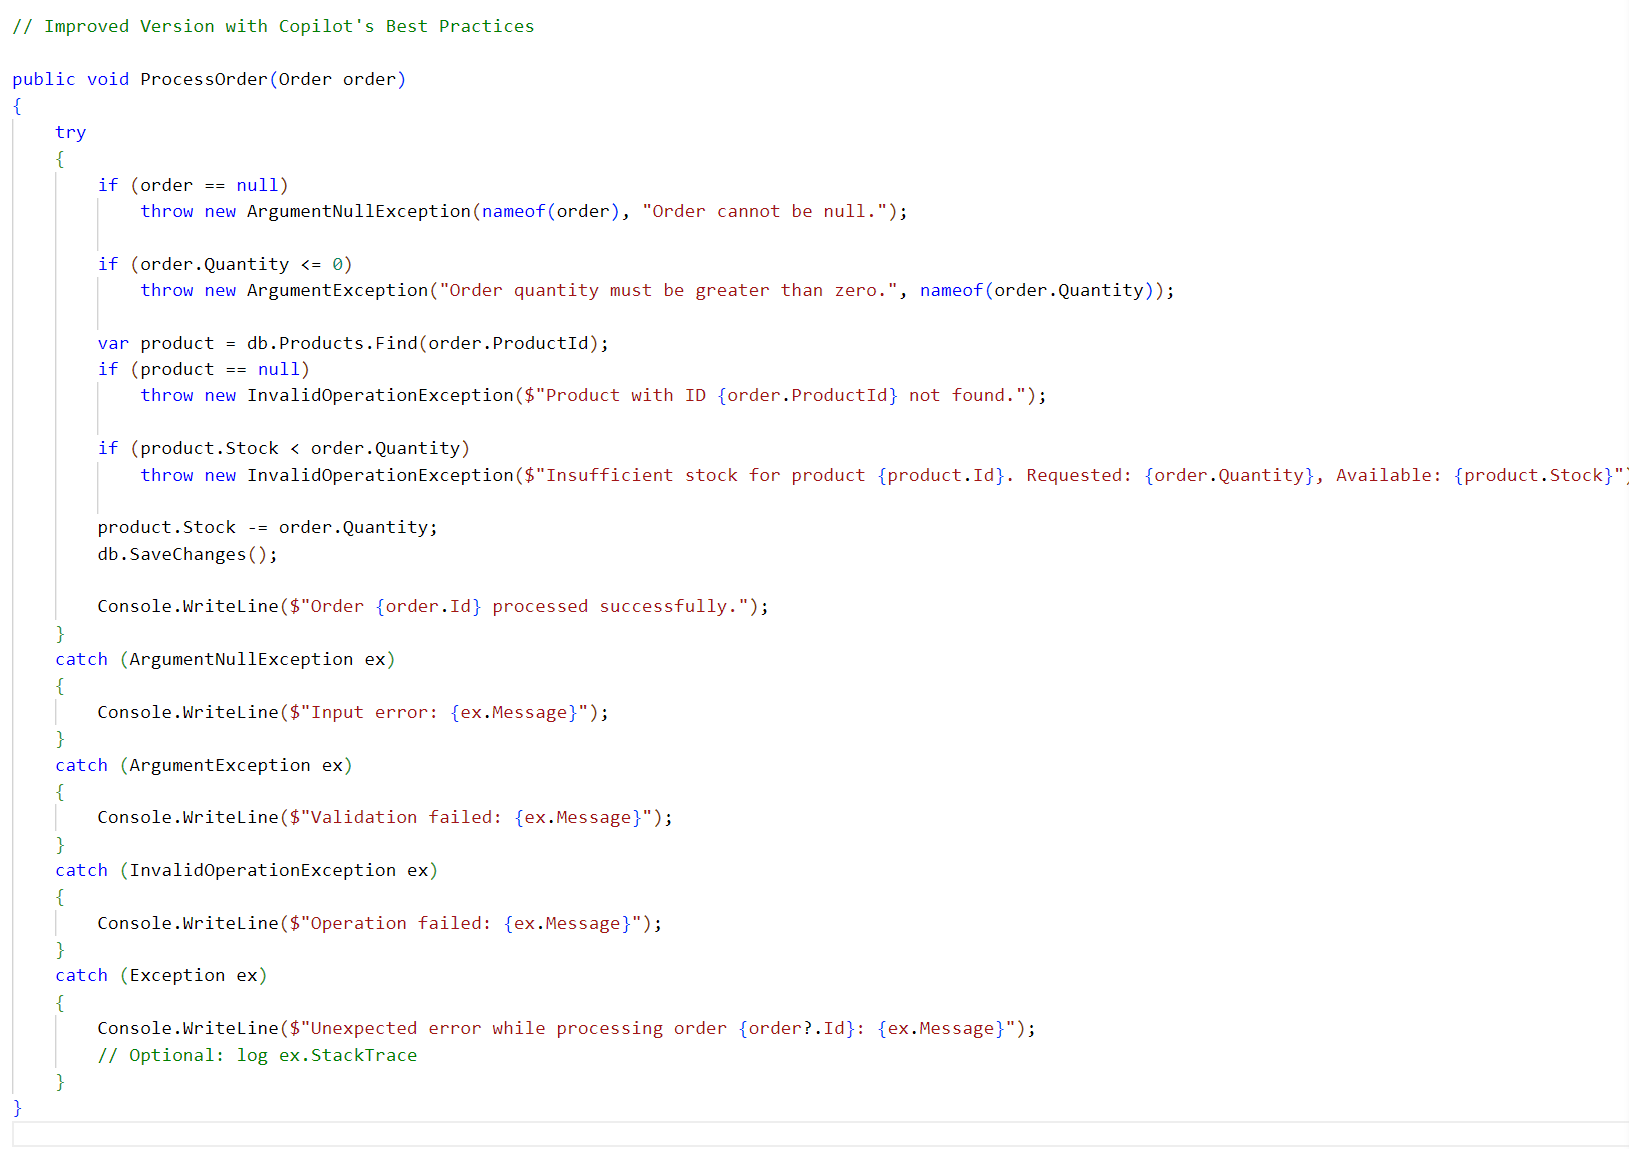 // Improved Version with Copilot's Best Practices
public void ProcessOrder(Order order)
{
try
{
if (order == null)
throw new ArgumentNullException(nameof(order), "Order cannot be null.");
if (order.Quantity <= 0)
throw new ArgumentException("Order quantity must be greater than zero.", nameof(order.Quantity));
var product = db.Products.Find(order.ProductId);
if (product == null)
throw new InvalidOperationException($"Product with ID {order.ProductId} not found.");
if (product.Stock < order.Quantity)
throw new InvalidOperationException($"Insufficient stock for product {product.Id}. Requested: {order.Quantity}, Available: {product.Stock}")
product.Stock -= order.Quantity;
db.SaveChanges();
Console.WriteLine($"Order {order.Id} processed successfully.");
}
catch (ArgumentNullException ex)
{
Console.WriteLine($"Input error: {ex.Message}");
}
catch (ArgumentException ex)
{
Console.WriteLine($"Validation failed: {ex.Message}");
}
catch (InvalidOperationException ex)
{
Console.WriteLine($"Operation failed: {ex.Message}");
}
catch (Exception ex)
{
Console.WriteLine($"Unexpected error while processing order {order?.Id}: {ex.Message}");
// Optional: log ex.StackTrace
}
}